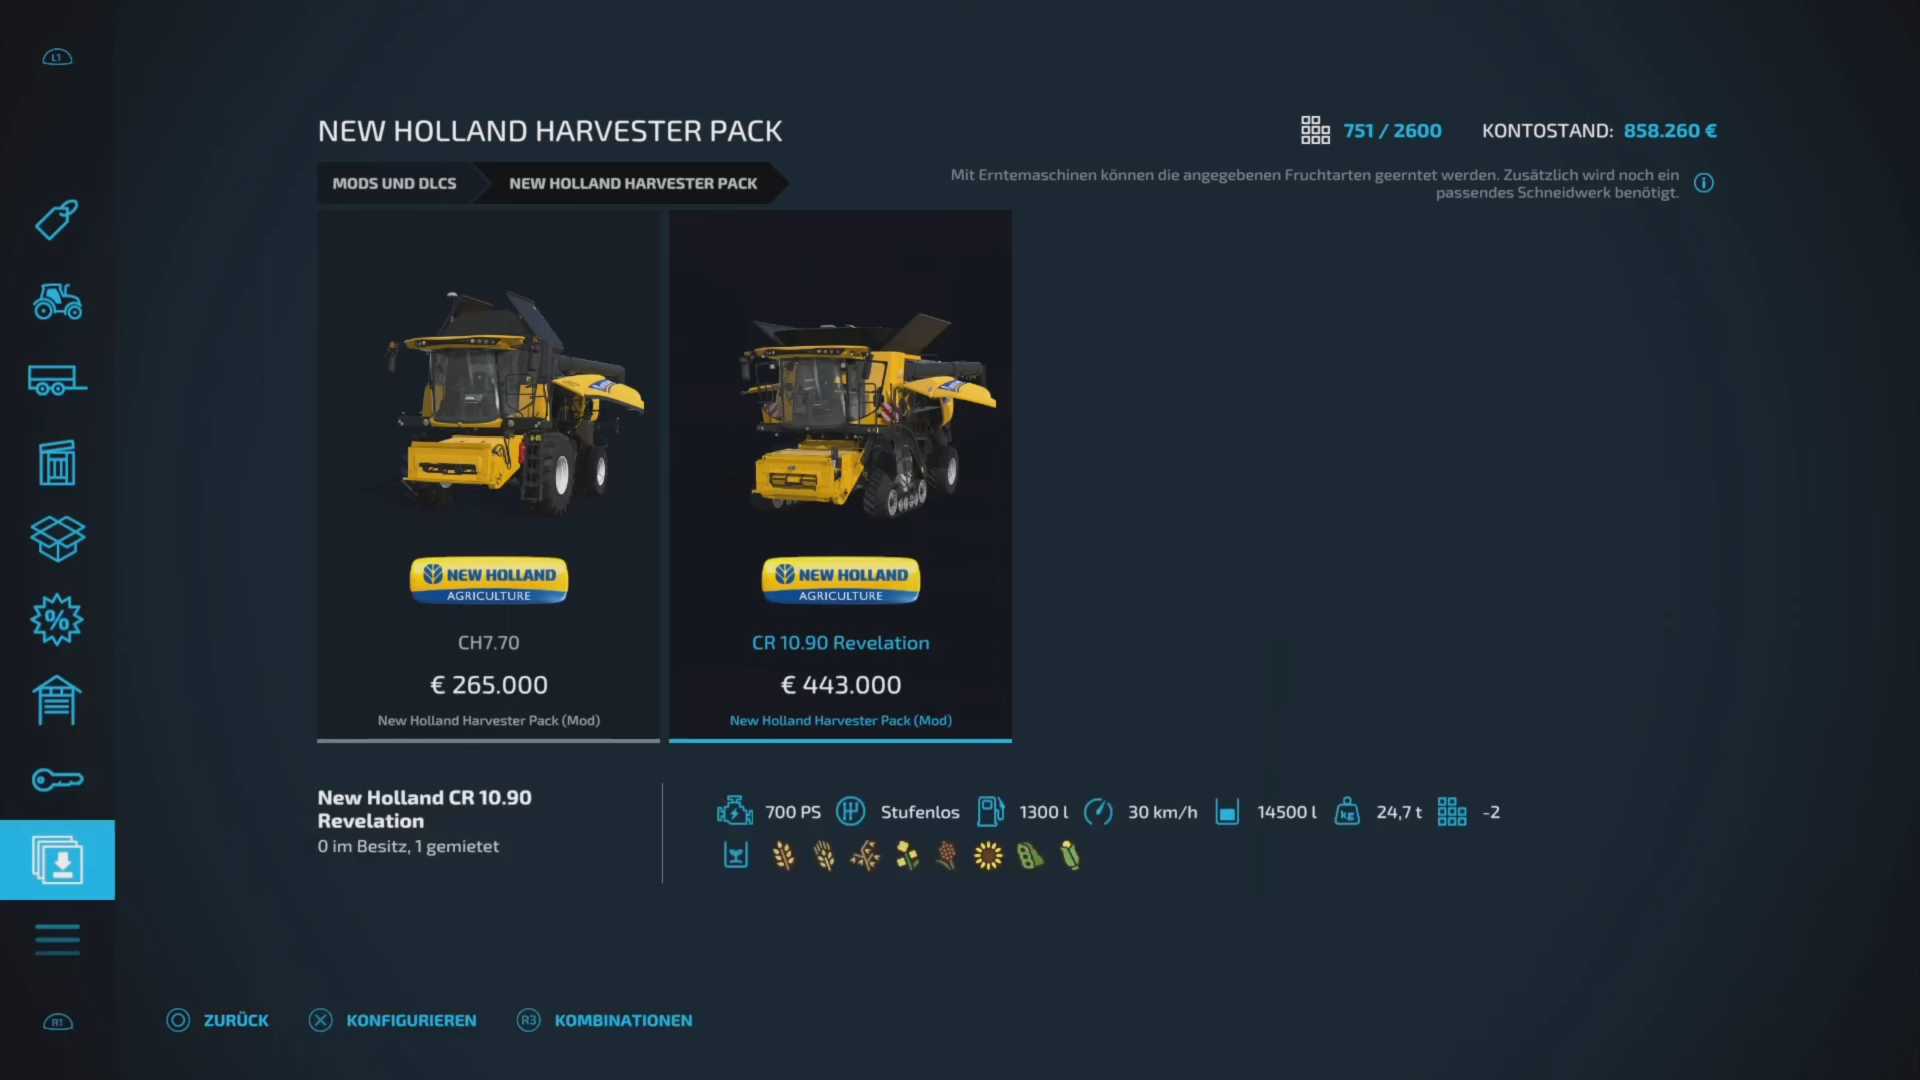 L1
NEW HOLLAND HARVESTER PACK
751 / 2600
KONTOSTAND: 858.260 €
MODS UND DLCS
NEW HOLLAND HARVESTER PACK
Mit Erntemaschinen können die angegebenen Fruchtarten geerntet werden. Zusätzlich wird noch ein
passendes Schneidwerk benötigt.
NEW HOLLAND
AGRICULTURE
CH7.70
€ 265.000
New Holland Harvester Pack (Mod)
NEW HOLLAND
AGRICULTURE
CR 10.90 Revelation
€ 443.000
New Holland Harvester Pack (Mod)
New Holland CR 10.90
Revelation
0 im Besitz, 1 gemietet
700 PS
Stufenlos
1300 l
30 km/h
14500 l
kg
24,7 t
-2
R1
ZURÜCK
KONFIGURIEREN
R3
KOMBINATIONEN